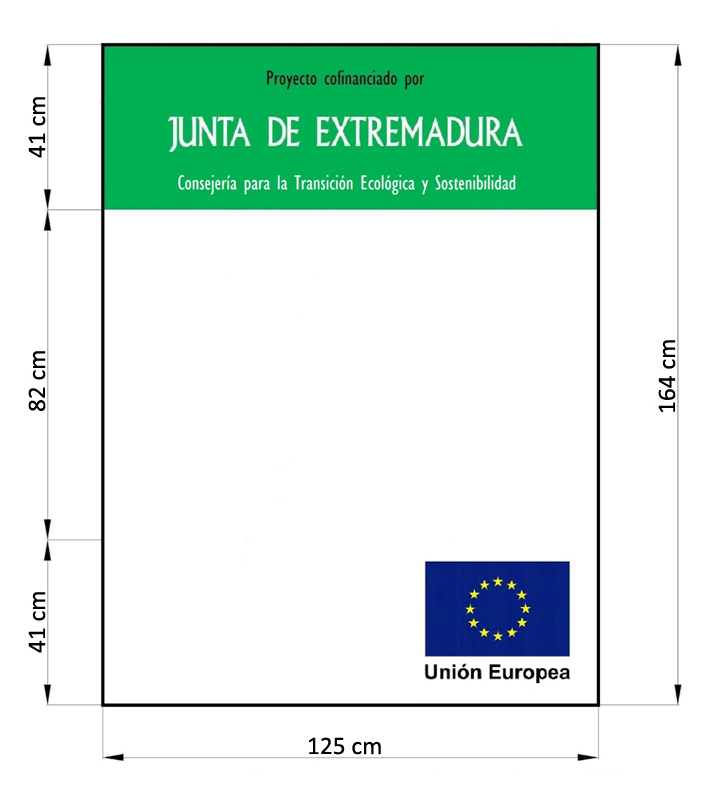 Proyecto cofinanciado por
JUNTA DE EXTREMADURA
Consejería para la Transición Ecológica y Sostenibilidad
41 cm
82 cm
164 cm
41 cm
Unión Europea
125 cm